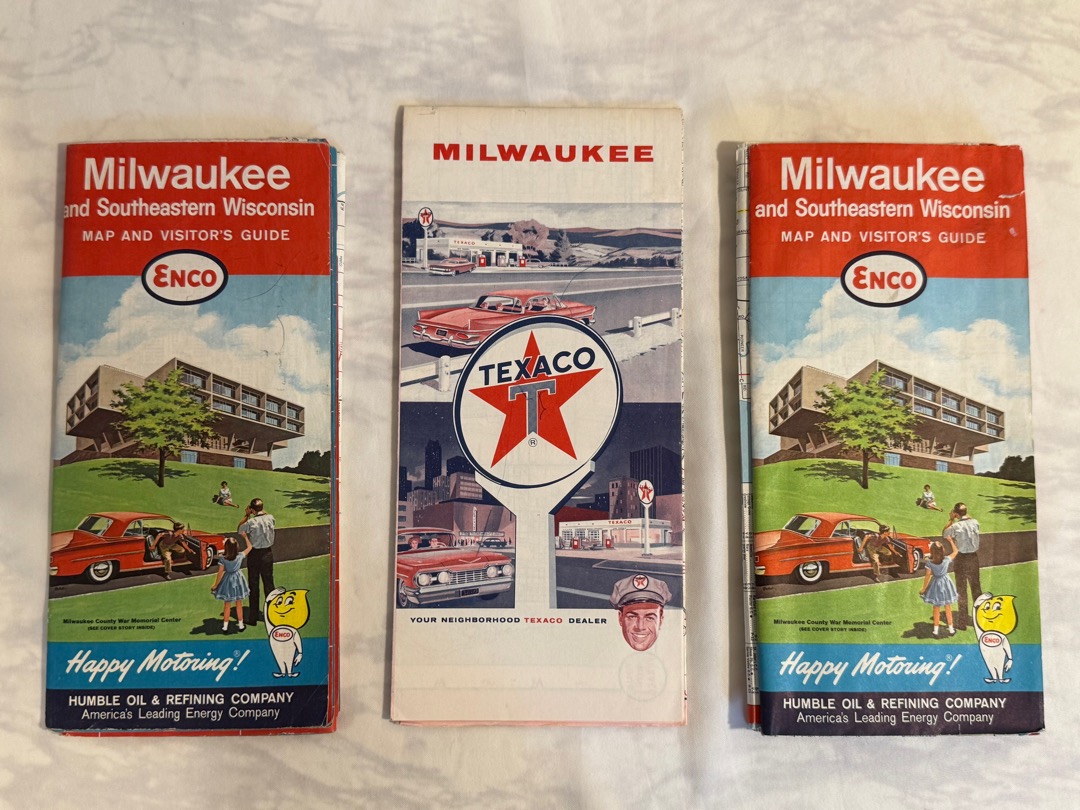 Milwaukee
and Southeastern Wisconsin
MAP AND VISITOR'S GUIDE
ENCO
Milwaukee County War Memorial Center
(SEE COVER STORY INSIDE)
ENCO
Happy Motoring!®
HUMBLE OIL & REFINING COMPANY
America's Leading Energy Company
MILWAUKEE
TEXACO
TEXACO
T
®
TEXACO
YOUR NEIGHBORHOOD TEXACO DEALER
Milwaukee
and Southeastern Wisconsin
MAP AND VISITOR'S GUIDE
ENCO
Milwaukee County War Memorial Center
(SEE COVER STORY INSIDE)
ENCO
Happy Motoring!®
HUMBLE OIL & REFINING COMPANY
America's Leading Energy Company